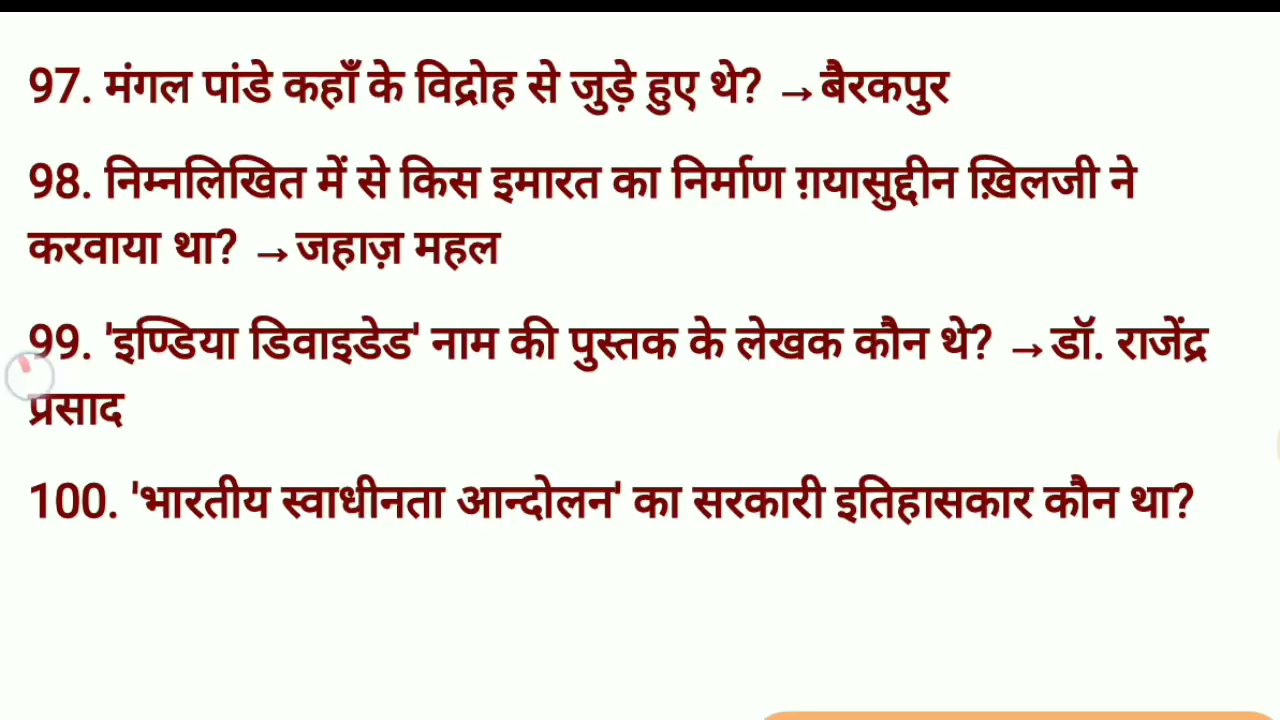 97. मंगल पांडे कहाँ के विद्रोह से जुड़े हुए थे? →बैरकपुर
98. निम्नलिखित में से किस इमारत का निर्माण ग़यासुद्दीन ख़िलजी ने
करवाया था? →जहाज़ महल
99. 'इण्डिया डिवाइडेड' नाम की पुस्तक के लेखक कौन थे? →डॉ. राजेंद्र
प्रसाद
100. 'भारतीय स्वाधीनता आन्दोलन' का सरकारी इतिहासकार कौन था?